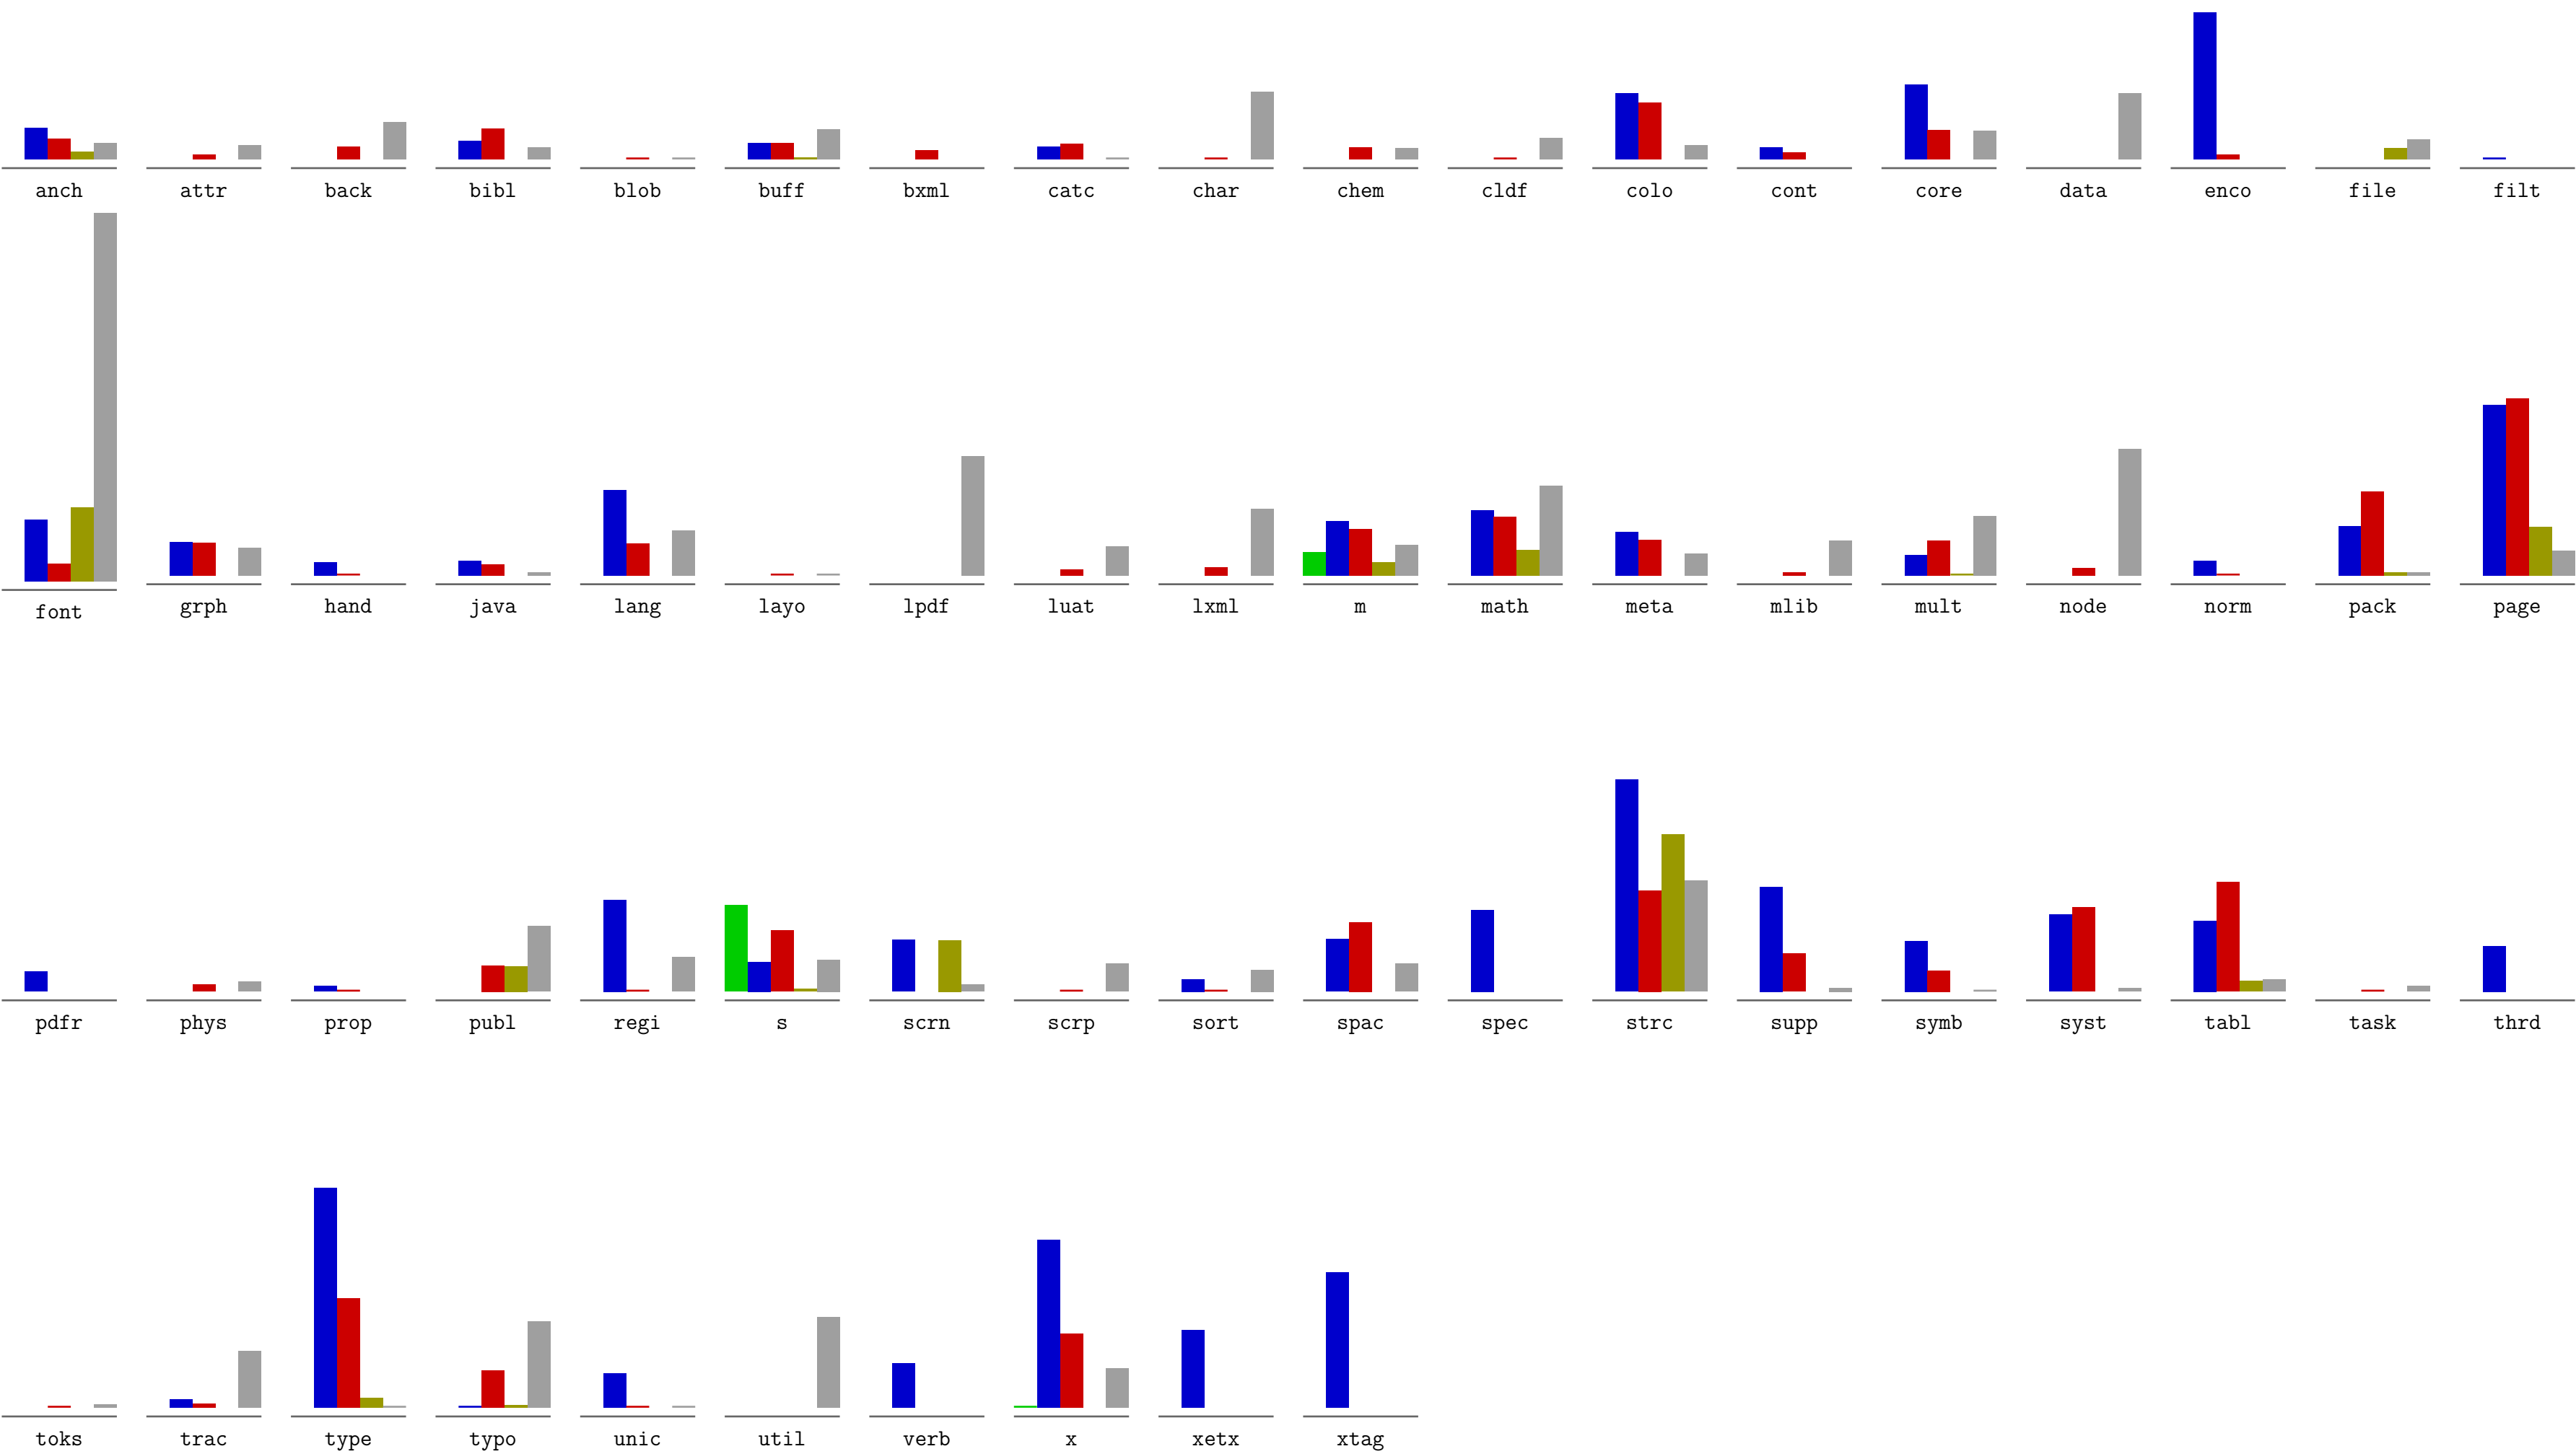 anch attr back bibl blob buff bxml catc char chem cldf colo cont core data enco file filt
font grph hand java lang layo lpdf luat lxml m math meta mlib mult node norm pack page
pdfr phys prop publ regi s scrn scrp sort spac spec strc supp symb syst tabl task thrd
toks trac type typo unic util verb x xetx xtag